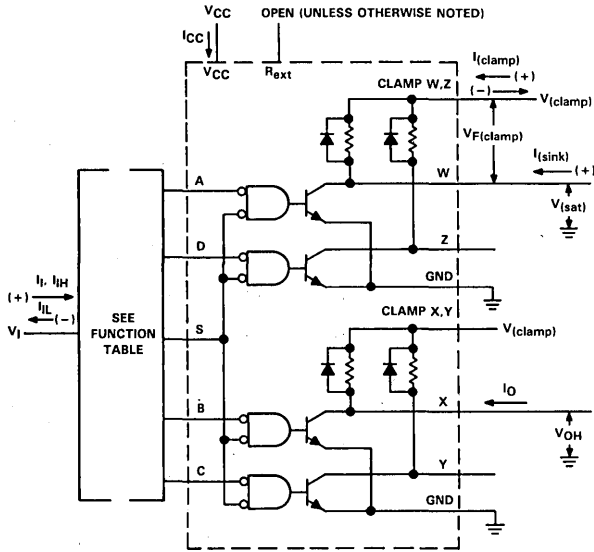 VCC OPEN (UNLESS OTHERWISE NOTED)
ICC
VCC Rext
CLAMP W,Z
I(clamp)
(+)
(−)
V(clamp)
VF(clamp)
I(sink)
(+)
W
V(sat)
A
D
Z
GND
CLAMP X,Y
V(clamp)
II, IIH
(+)
IIL
(−)
VI
SEE
FUNCTION
TABLE
S
B
X
IO
VOH
C
Y
GND